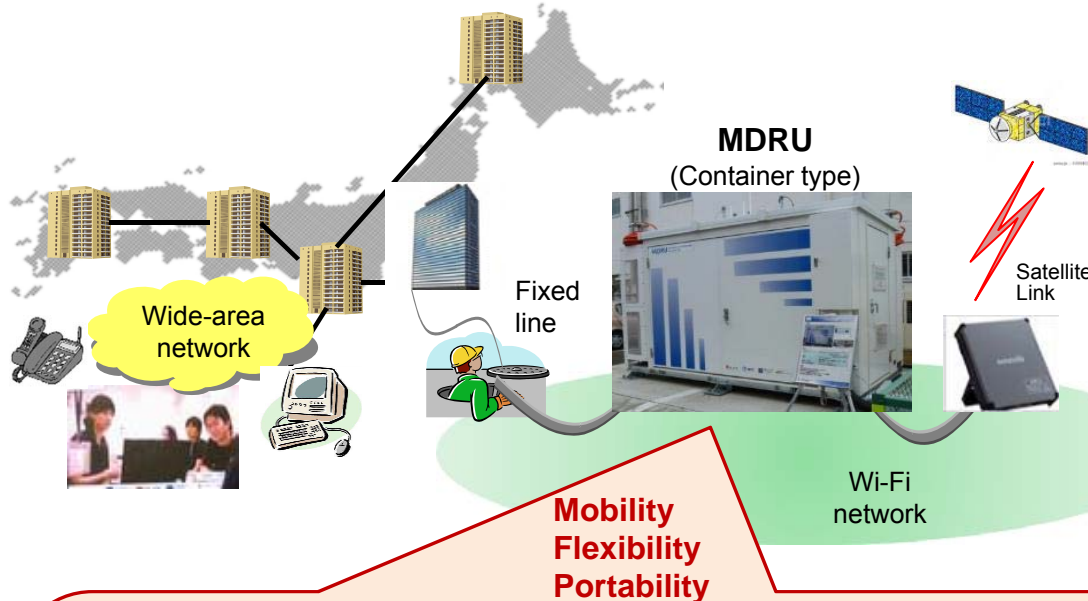 MDRU
(Container type)
Satellite
Link
Fixed
line
Wide-area
network
Wi-Fi
network
Mobility
Flexibility
Portability